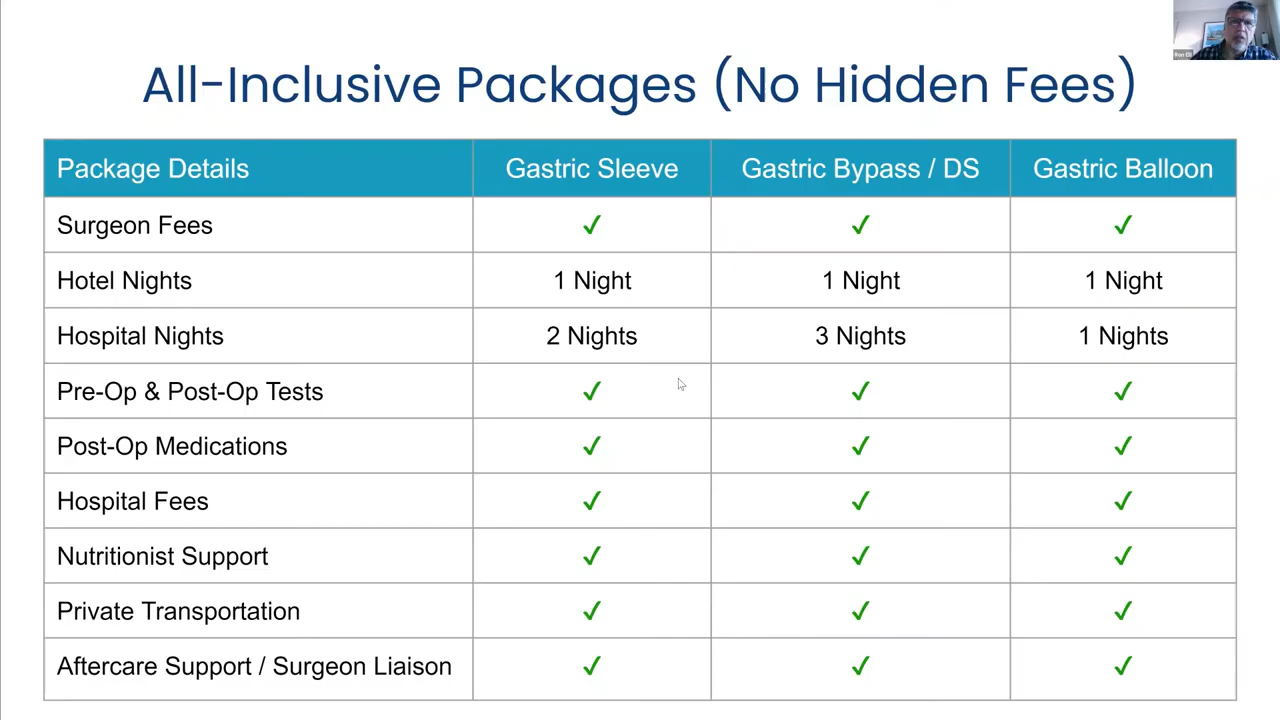 All-Inclusive Packages (No Hidden Fees)
Package Details Gastric Sleeve Gastric Bypass / DS Gastric Balloon
Surgeon Fees ✓ ✓ ✓
Hotel Nights 1 Night 1 Night 1 Night
Hospital Nights 2 Nights 3 Nights 1 Nights
Pre-Op & Post-Op Tests ✓ ✓ ✓
Post-Op Medications ✓ ✓ ✓
Hospital Fees ✓ ✓ ✓
Nutritionist Support ✓ ✓ ✓
Private Transportation ✓ ✓ ✓
Aftercare Support / Surgeon Liaison ✓ ✓ ✓